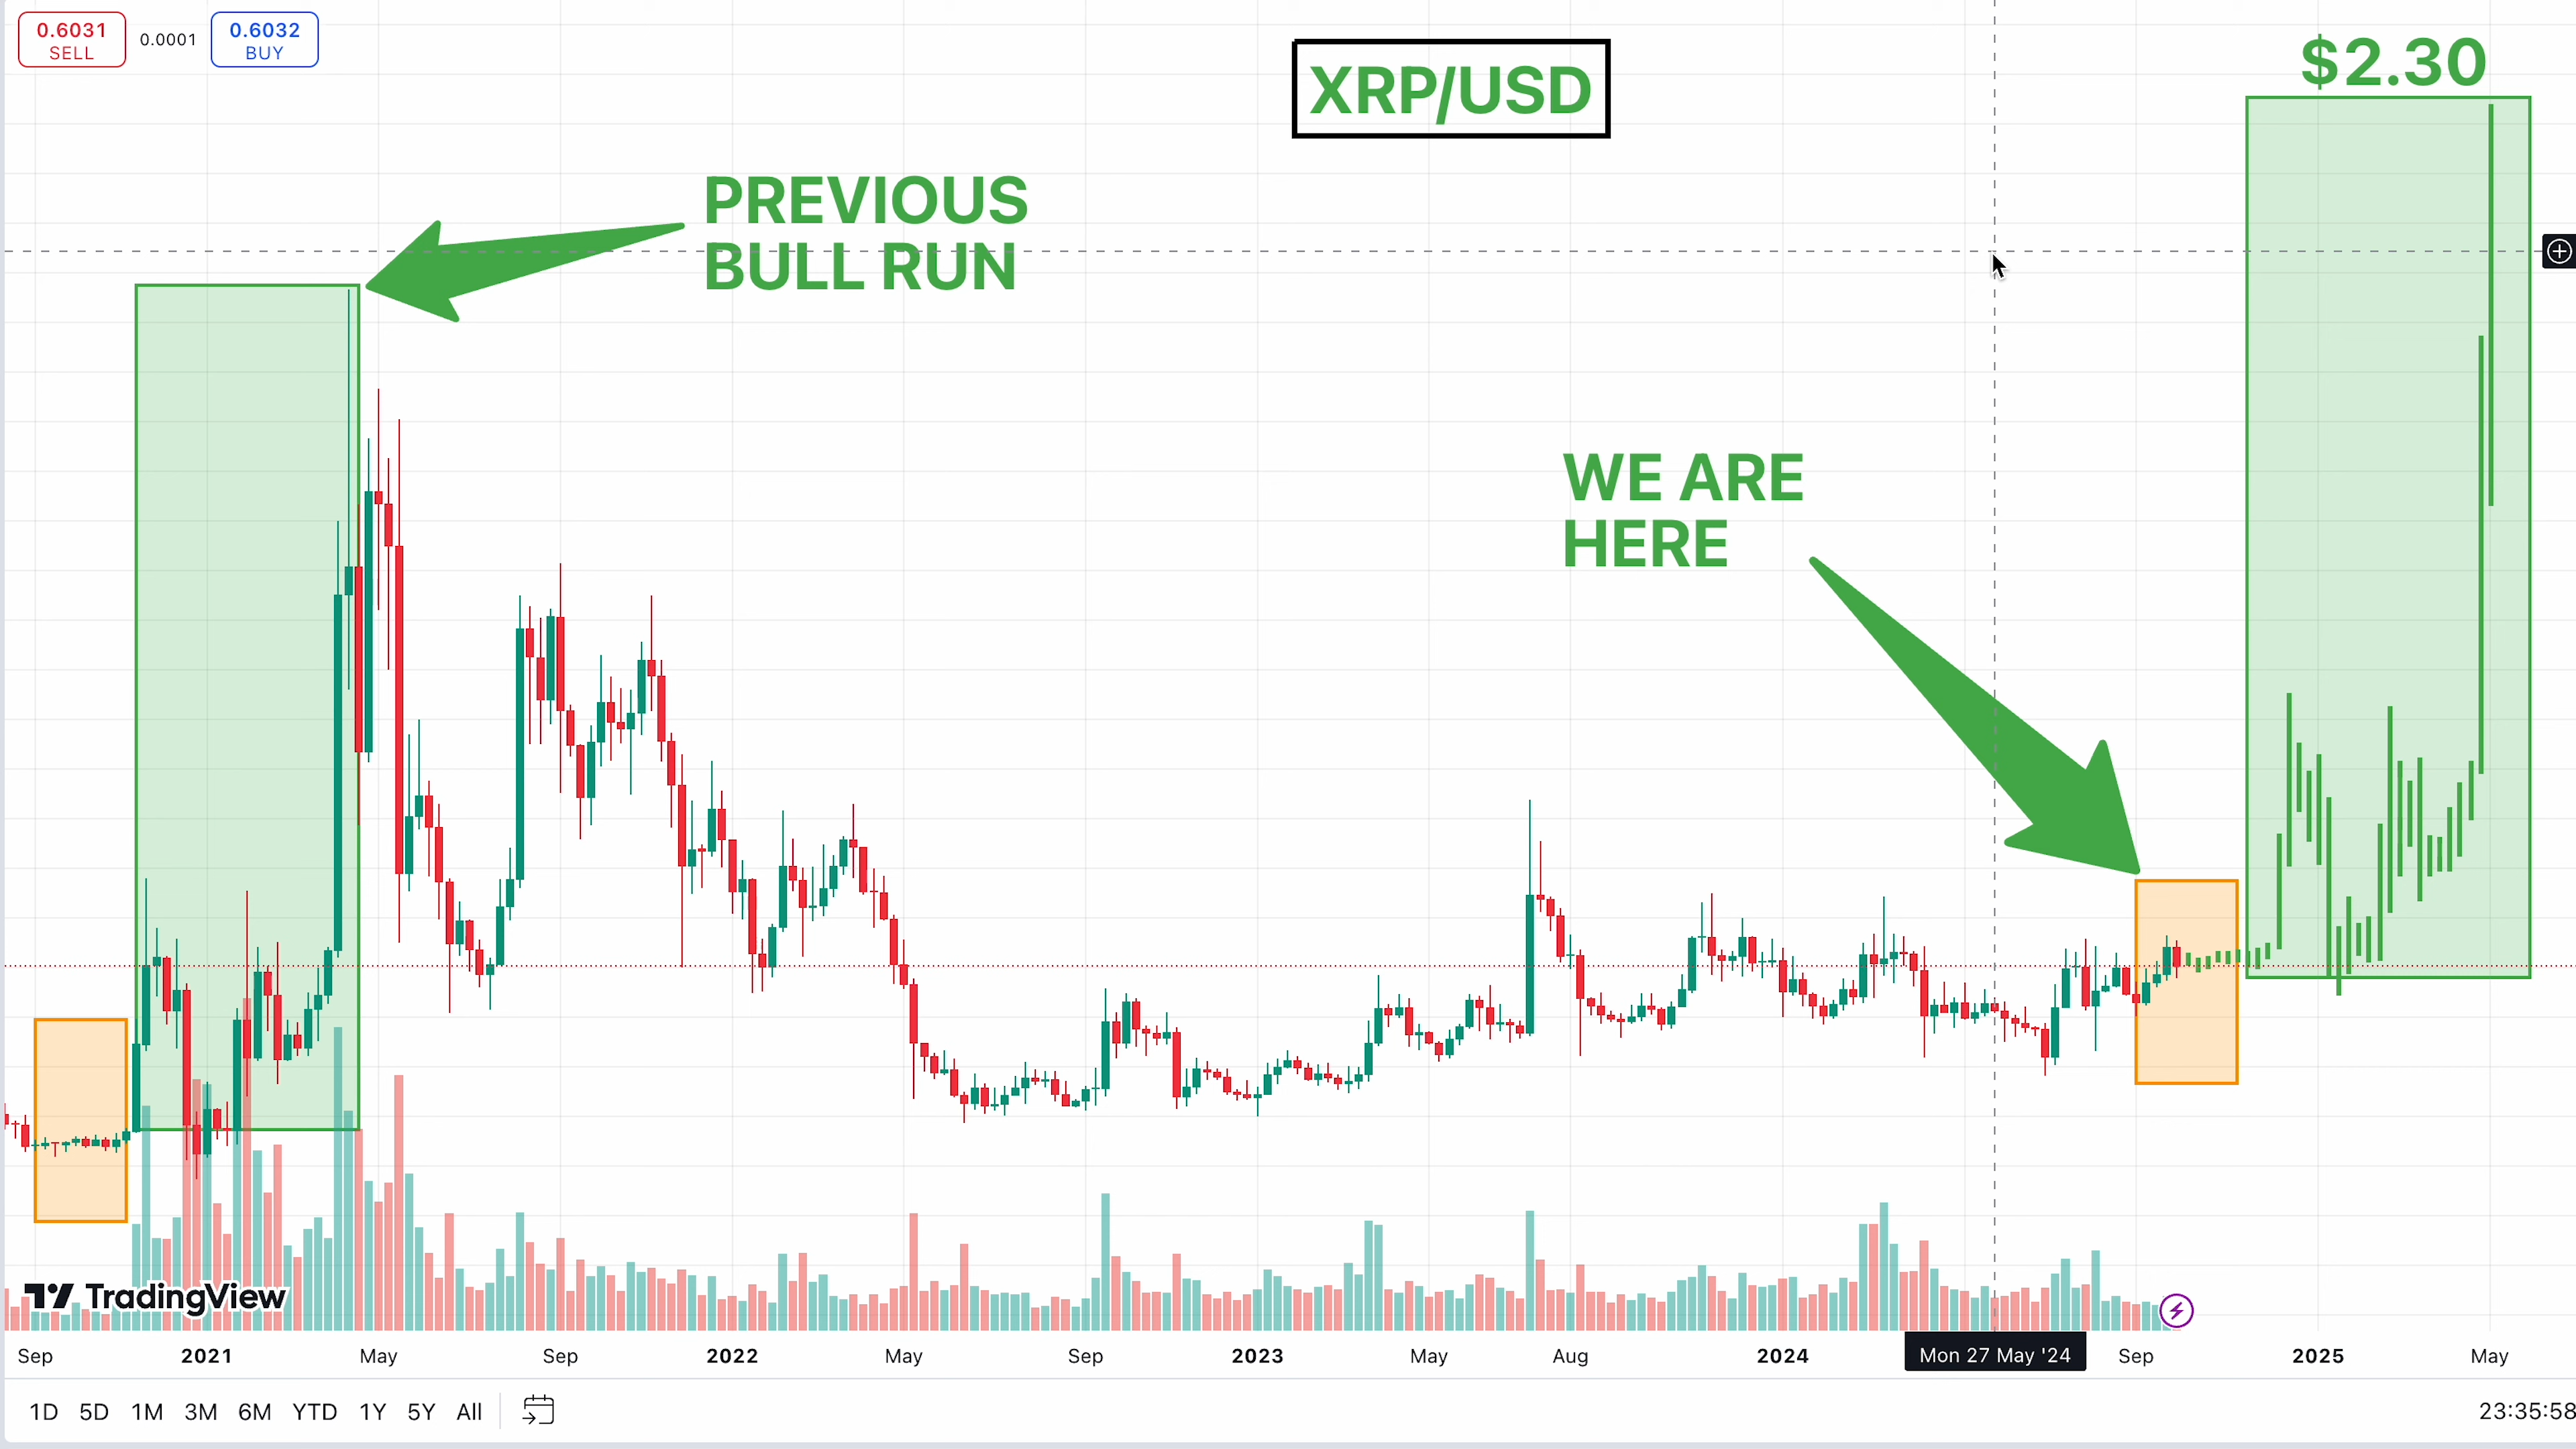 0.6031
SELL
0.0001
0.6032
BUY
XRP/USD
$2.30
PREVIOUS
BULL RUN
WE ARE
HERE
TradingView
Sep 2021 May Sep 2022 May Sep 2023 May Aug 2024 Mon 27 May '24 Sep 2025 May
1D 5D 1M 3M 6M YTD 1Y 5Y All
23:35:58